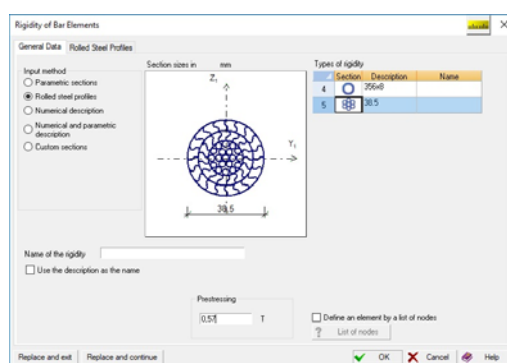 Rigidity of Bar Elements
General Data
Rolled Steel Profiles
Input method
Parametric sections
Rolled steel profiles
Numerical description
Numerical and parametric
description
Custom sections
Section sizes in mm
Z₁
Y₁
38,5
Types of rigidity
Section Description Name
4 356x8
5 38.5
Name of the rigidity
Use the description as the name
Prestressing
0,57 T
Define an element by a list of nodes
? List of nodes
Replace and exit
Replace and continue
OK
Cancel
Help